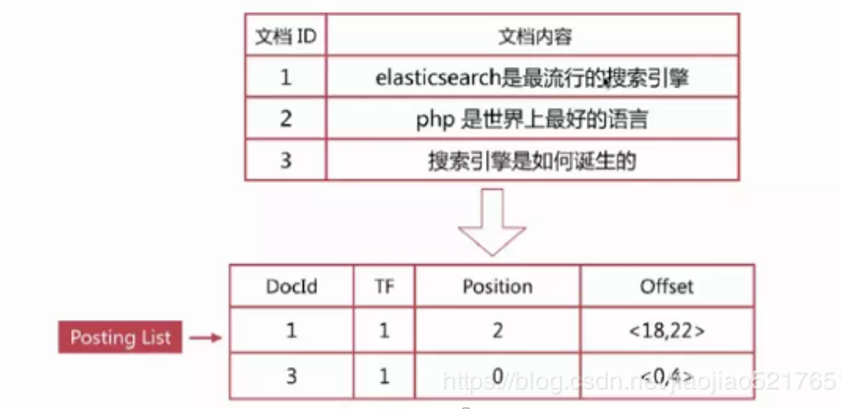 文档 ID 文档内容
1 elasticsearch是最流行的搜索引擎
2 php 是世界上最好的语言
3 搜索引擎是如何诞生的
DocId TF Position Offset
Posting List 1 1 2 <18,22>
3 1 0 <0,4>
https://blog.csdn.net/jiaojiao5217651